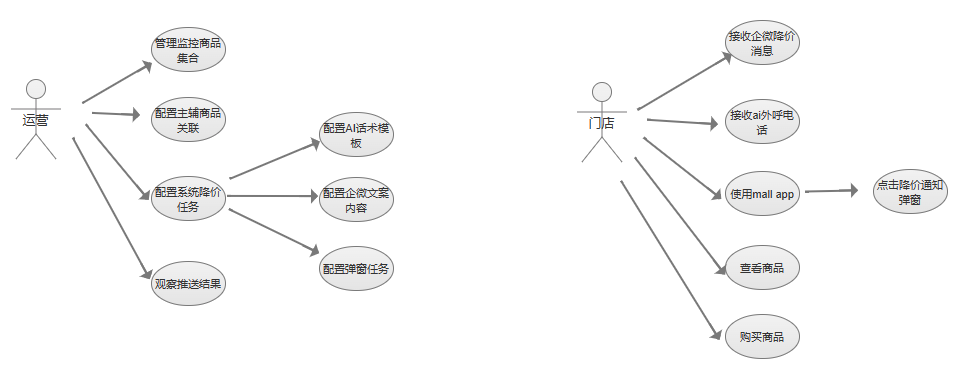 管理监控商品
集合
运营
配置主辅商品
关联
配置AI话术模
板
配置系统降价
任务
配置企微文案
内容
配置弹窗任务
观察推送结果
接收企微降价
消息
门店
接收ai外呼电
话
使用mall app
点击降价通知
弹窗
查看商品
购买商品